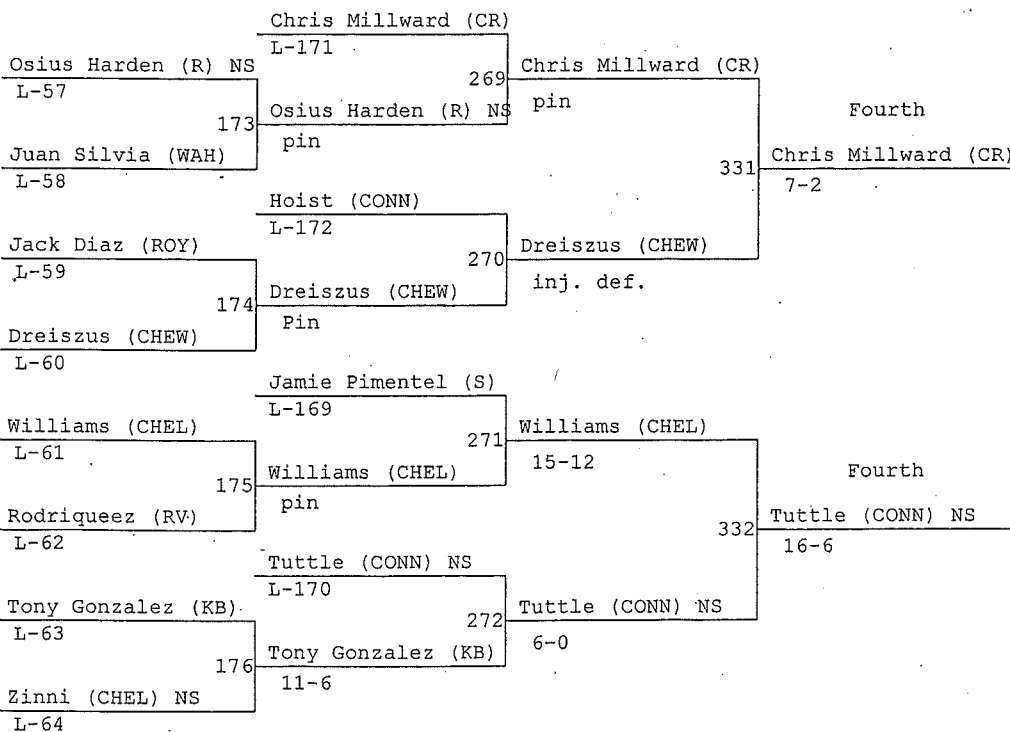 Chris Millward (CR)
L-171
Osius Harden (R) NS
L-57
269
Chris Millward (CR)
pin
173
Osius Harden (R) NS
pin
Fourth
Juan Silvia (WAH)
L-58
331
Chris Millward (CR)
7-2
Hoist (CONN)
L-172
Jack Diaz (ROY)
L-59
270
Dreiszus (CHEW)
inj. def.
174
Dreiszus (CHEW)
Pin
Dreiszus (CHEW)
L-60
Jamie Pimentel (S)
L-169
Williams (CHEL)
L-61
271
Williams (CHEL)
15-12
175
Williams (CHEL)
pin
Fourth
Rodriqueez (RV)
L-62
332
Tuttle (CONN) NS
16-6
Tuttle (CONN) NS
L-170
Tony Gonzalez (KB)
L-63
272
Tuttle (CONN) NS
6-0
176
Tony Gonzalez (KB)
11-6
Zinni (CHEL) NS
L-64